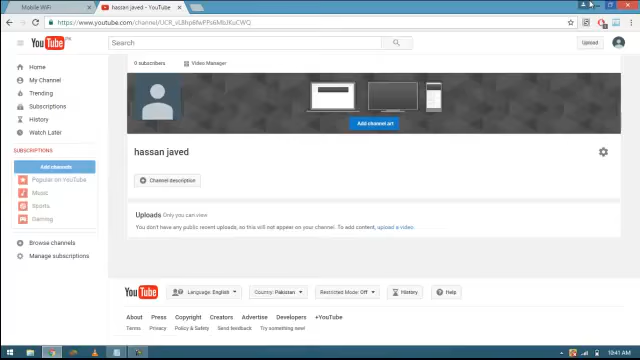 Mobile WiFi
hassan javed - YouTube
https://www.youtube.com/channel/UCR_vUBhp6fwPFs6MbUKuCWQ
YouTube PK
Search
Upload
Home
My Channel
Trending
Subscriptions
History
Watch Later
SUBSCRIPTIONS
Add channels
Popular on YouTube
Music
Sports
Gaming
Browse channels
Manage subscriptions
0 subscribers
Video Manager
Add channel art
hassan javed
Channel description
Uploads Only you can view
You don't have any public recent uploads, so this will not appear on your channel. To add content, upload a video.
YouTube
Language: English
Country: Pakistan
Restricted Mode: Off
History
Help
About Press Copyright Creators Advertise Developers +YouTube
Terms Privacy Policy & Safety Send feedback Try something new!
10:41 AM